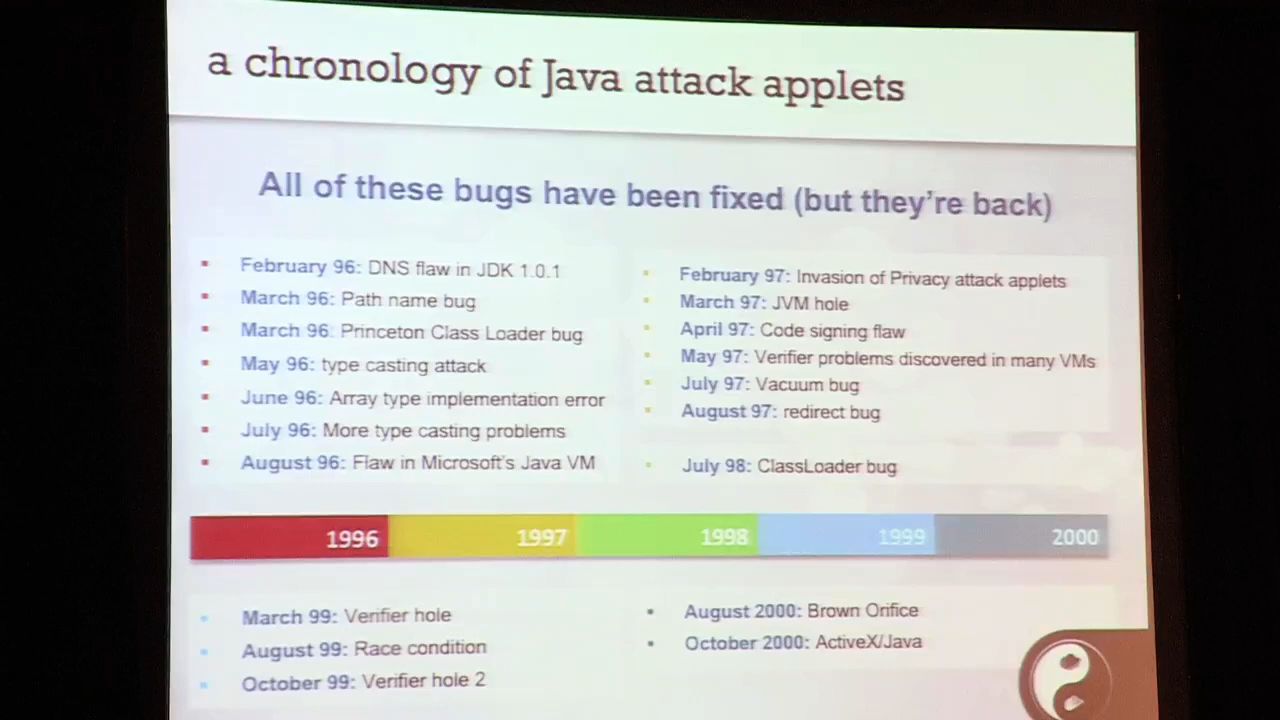 a chronology of Java attack applets
All of these bugs have been fixed (but they're back)
February 96: DNS flaw in JDK 1.0.1
March 96: Path name bug
March 96: Princeton Class Loader bug
May 96: type casting attack
June 96: Array type implementation error
July 96: More type casting problems
August 96: Flaw in Microsoft's Java VM
February 97: Invasion of Privacy attack applets
March 97: JVM hole
April 97: Code signing flaw
May 97: Verifier problems discovered in many VMs
July 97: Vacuum bug
August 97: redirect bug
July 98: ClassLoader bug
1996 1997 1998 1999 2000
March 99: Verifier hole
August 99: Race condition
October 99: Verifier hole 2
August 2000: Brown Orifice
October 2000: ActiveX/Java